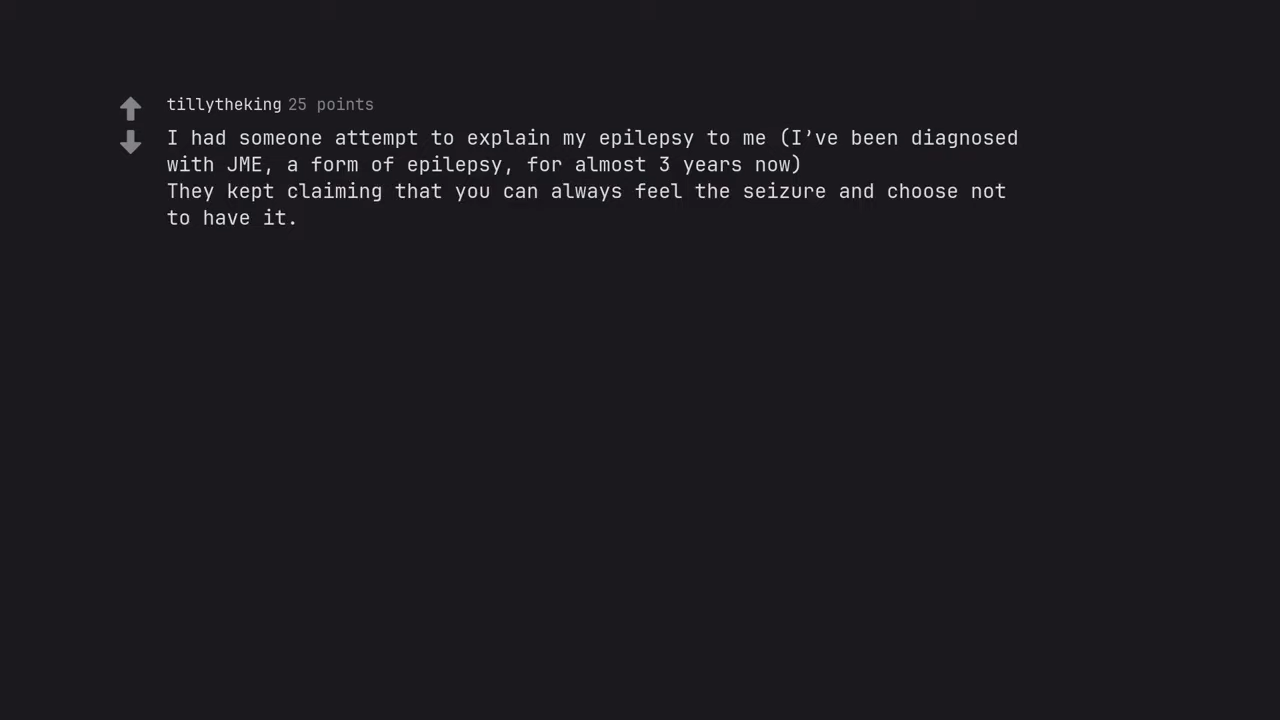 tillytheking 25 points
I had someone attempt to explain my epilepsy to me (I’ve been diagnosed
with JME, a form of epilepsy, for almost 3 years now)
They kept claiming that you can always feel the seizure and choose not
to have it.